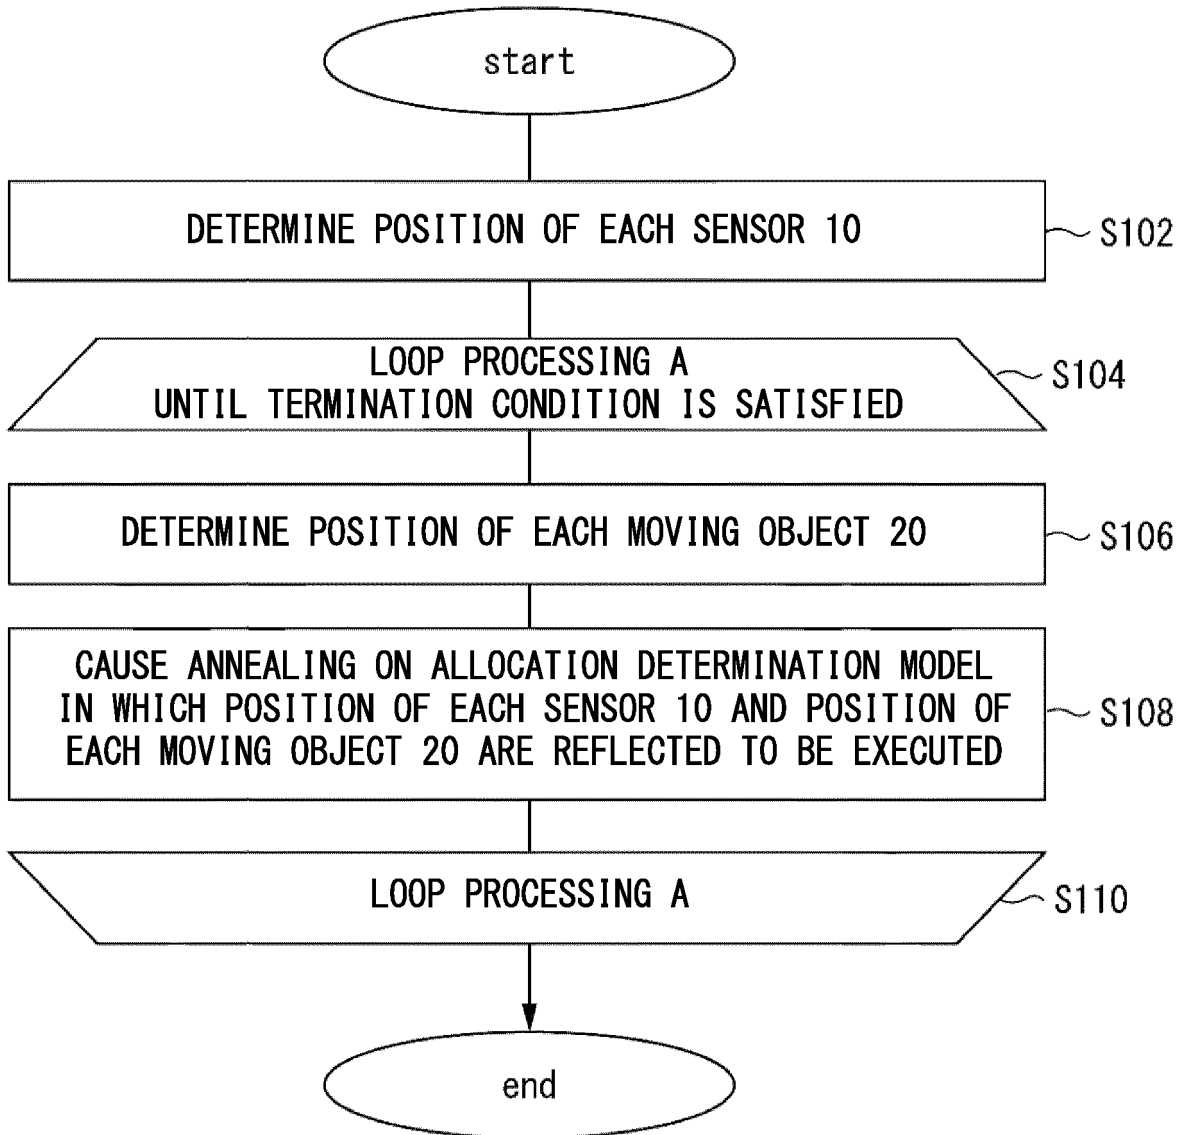 start
DETERMINE POSITION OF EACH SENSOR 10
S102
LOOP PROCESSING A
UNTIL TERMINATION CONDITION IS SATISFIED
S104
DETERMINE POSITION OF EACH MOVING OBJECT 20
S106
CAUSE ANNEALING ON ALLOCATION DETERMINATION MODEL
IN WHICH POSITION OF EACH SENSOR 10 AND POSITION OF
EACH MOVING OBJECT 20 ARE REFLECTED TO BE EXECUTED
S108
LOOP PROCESSING A
S110
end